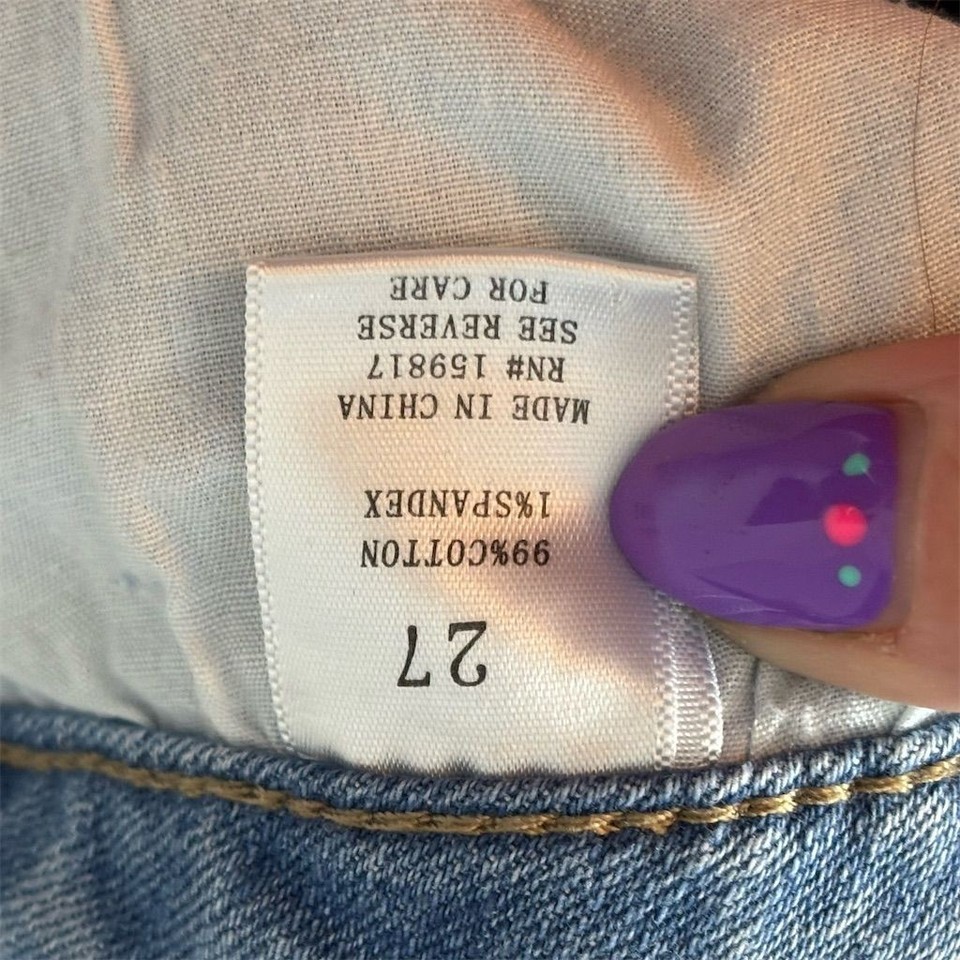 27
99%COTTON
1%SPANDEX
MADE IN CHINA
RN# 159817
SEE REVERSE
FOR CARE